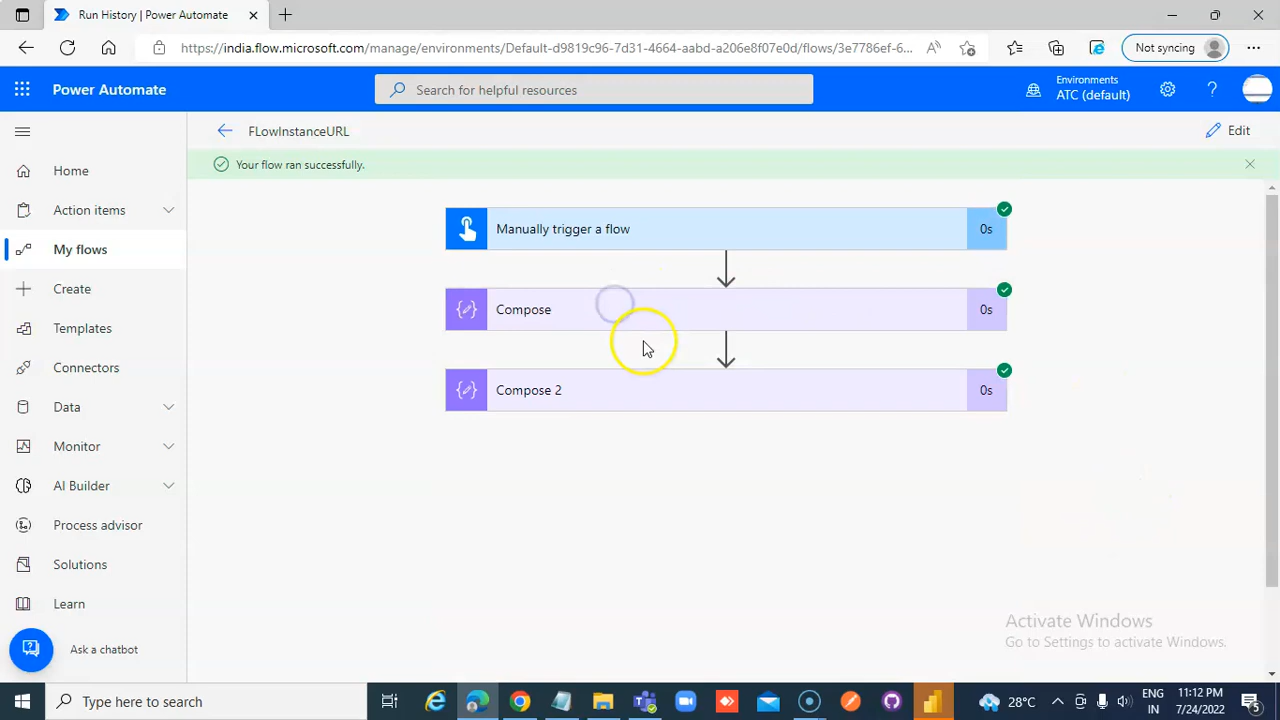 Run History | Power Automate
https://india.flow.microsoft.com/manage/environments/Default-d9819c96-7d31-4664-aabd-a206e8f07e0d/flows/3e7786ef-6...
Not syncing
Power Automate
Search for helpful resources
Environments
ATC (default)
FLowInstanceURL
Edit
Your flow ran successfully.
Home
Action items
My flows
Create
Templates
Connectors
Data
Monitor
AI Builder
Process advisor
Solutions
Learn
Ask a chatbot
Manually trigger a flow
0s
Compose
0s
Compose 2
0s
Activate Windows
Go to Settings to activate Windows.
Type here to search
28°C
ENG
IN
11:12 PM
7/24/2022
5